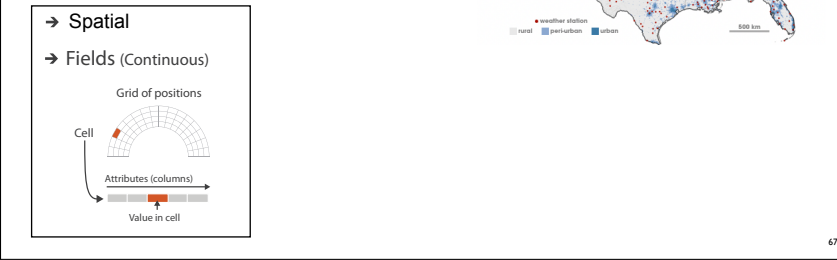 → Spatial
→ Fields (Continuous)
Grid of positions
Cell
Attributes (columns)
Value in cell
weather station
rural peri-urban urban
500 km
67